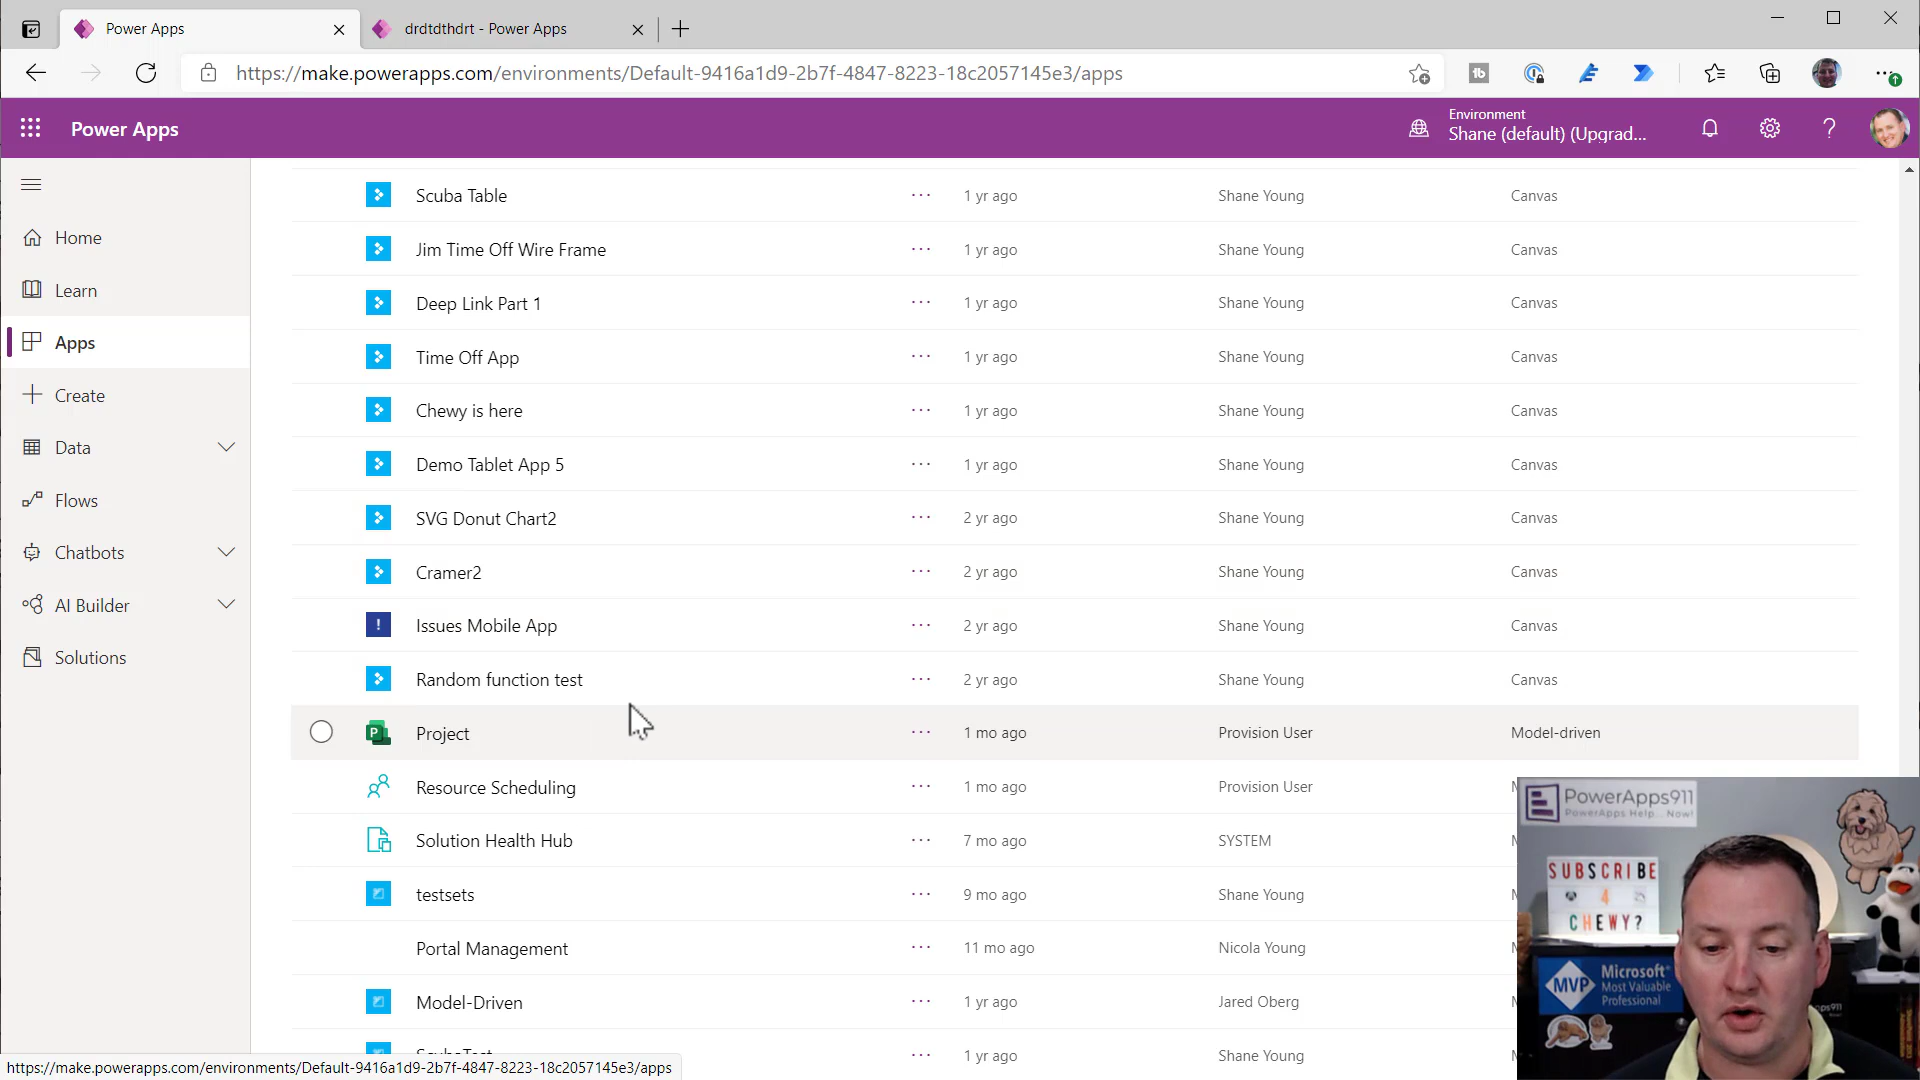 Power Apps
drdtdthdrt - Power Apps
https://make.powerapps.com/environments/Default-9416a1d9-2b7f-4847-8223-18c2057145e3/apps
Power Apps
Environment
Shane (default) (Upgrad...
Home
Learn
Apps
Create
Data
Flows
Chatbots
AI Builder
Solutions
Scuba Table ... 1 yr ago Shane Young Canvas
Jim Time Off Wire Frame ... 1 yr ago Shane Young Canvas
Deep Link Part 1 ... 1 yr ago Shane Young Canvas
Time Off App ... 1 yr ago Shane Young Canvas
Chewy is here ... 1 yr ago Shane Young Canvas
Demo Tablet App 5 ... 1 yr ago Shane Young Canvas
SVG Donut Chart2 ... 2 yr ago Shane Young Canvas
Cramer2 ... 2 yr ago Shane Young Canvas
Issues Mobile App ... 2 yr ago Shane Young Canvas
Random function test ... 2 yr ago Shane Young Canvas
Project ... 1 mo ago Provision User Model-driven
Resource Scheduling ... 1 mo ago Provision User
Solution Health Hub ... 7 mo ago SYSTEM
testsets ... 9 mo ago Shane Young
Portal Management ... 11 mo ago Nicola Young
Model-Driven ... 1 yr ago Jared Oberg
ScubaTest ... 1 yr ago Shane Young
https://make.powerapps.com/environments/Default-9416a1d9-2b7f-4847-8223-18c2057145e3/apps
PowerApps911
PowerApps Help... Now!
SUBSCRIBE
4
CHEWY?
MVP
Microsoft
Most Valuable
Professional